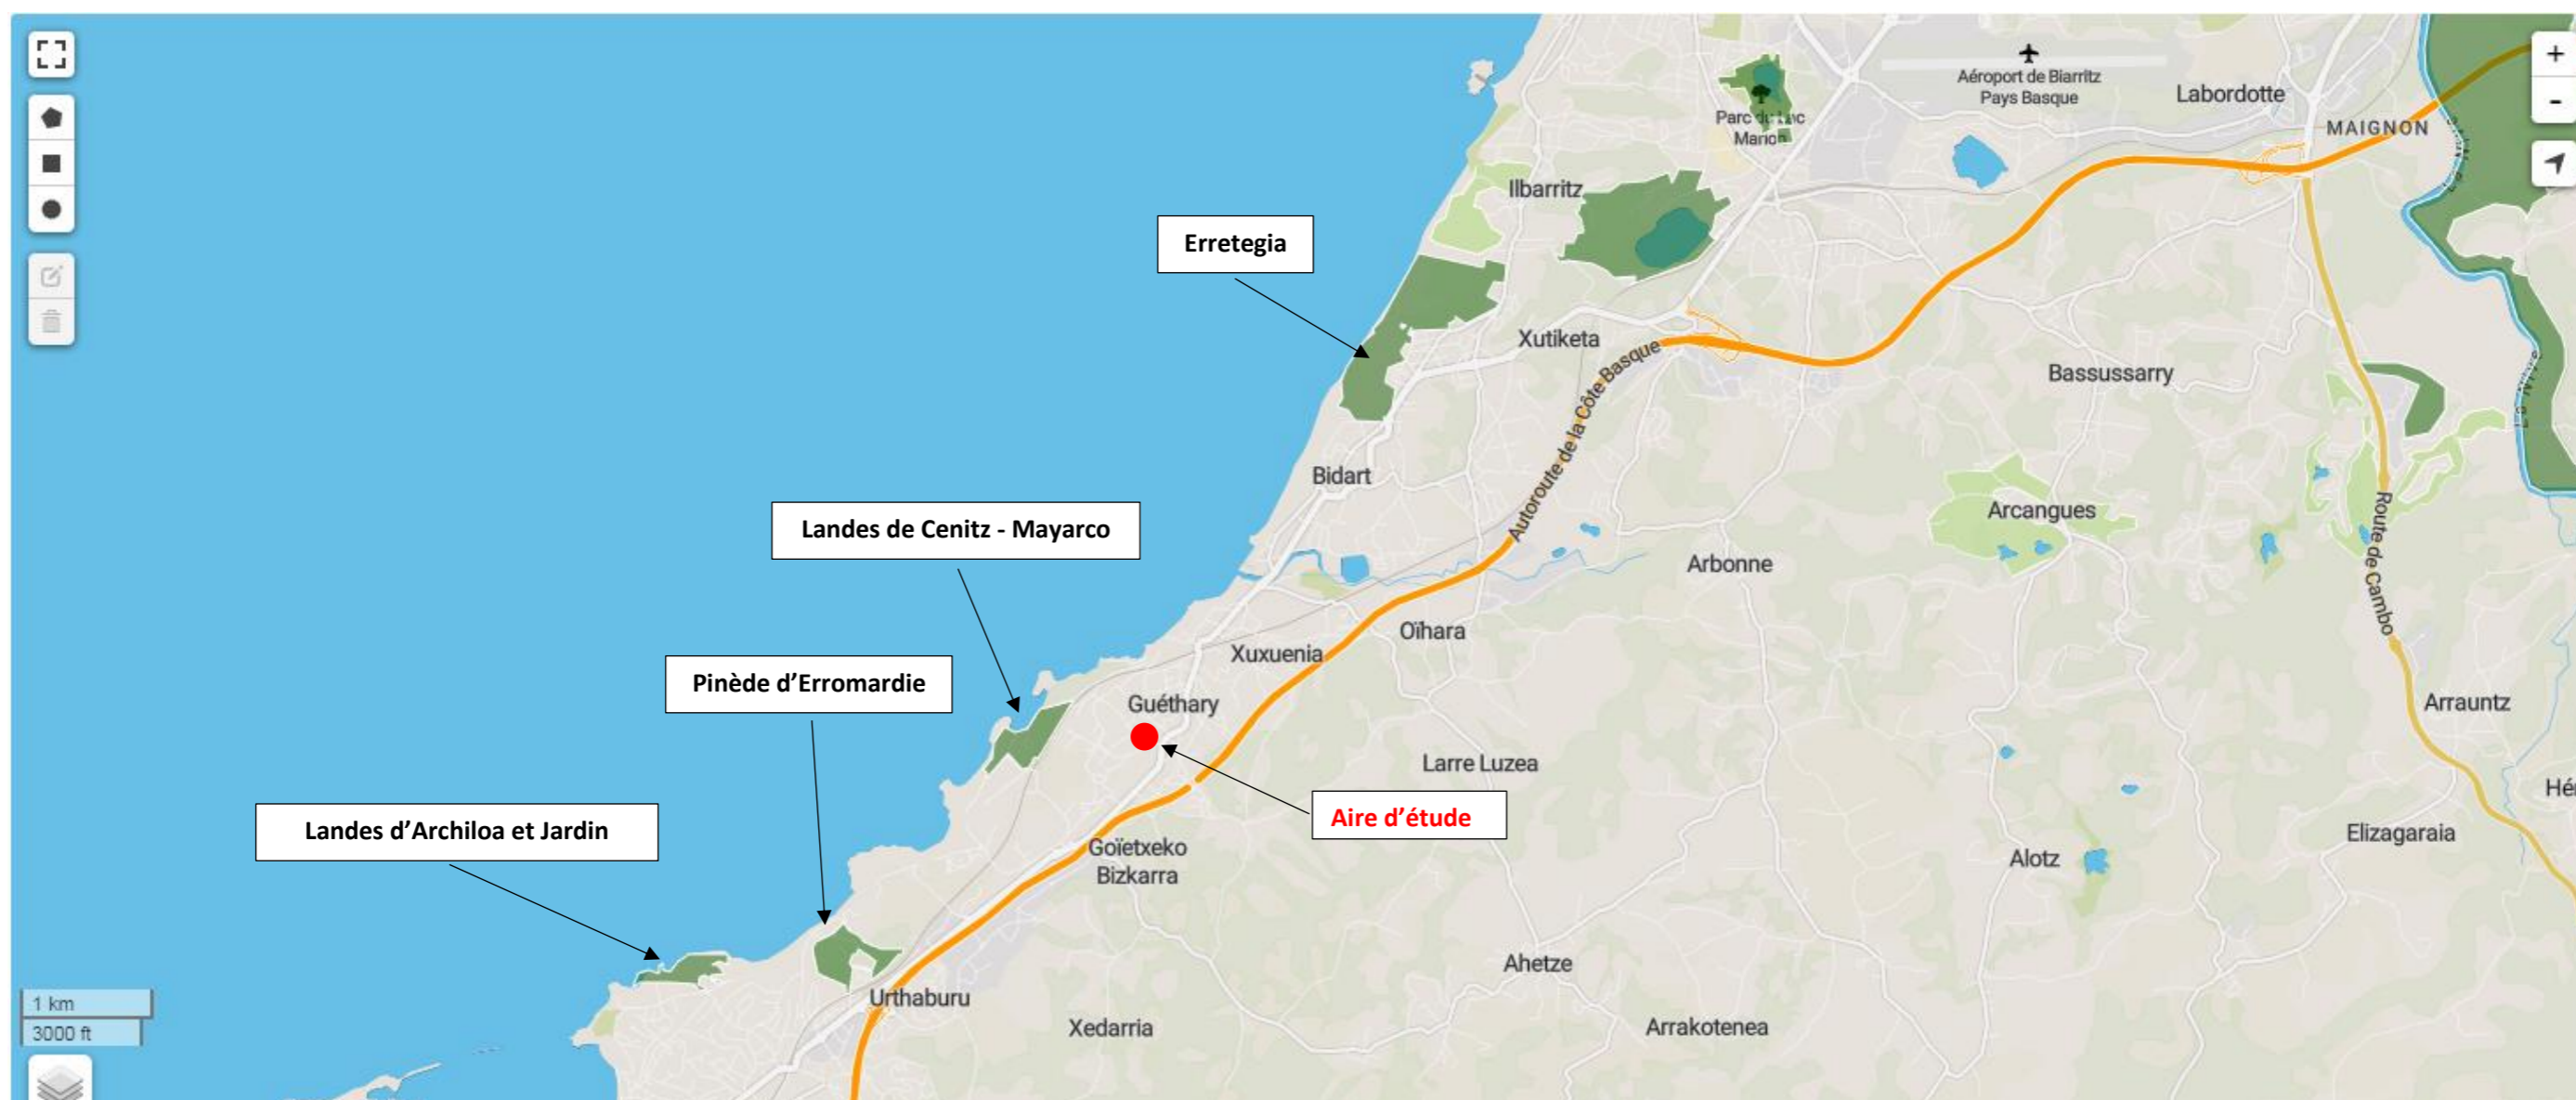 +
Aéroport de Biarritz
Pays Basque
Labordotte
-
Parc du Lac
Marion
MAIGNON
Ilbarritz
Erretegia
Xutiketa
Autoroute de la Côte Basque
Bassussarry
Bidart
Arcangues
Route de Cambo
Landes de Cenitz - Mayarco
Arbonne
Oïhara
Xuxuenia
Pinède d’Erromardie
Guéthary
Arrauntz
Larre Luzea
Hé
Aire d’étude
Landes d’Archiloa et Jardin
Goïetxeko
Bizkarra
Elizagaraia
Alotz
Ahetze
Urthaburu
1 km
3000 ft
Xedarria
Arrakotenea